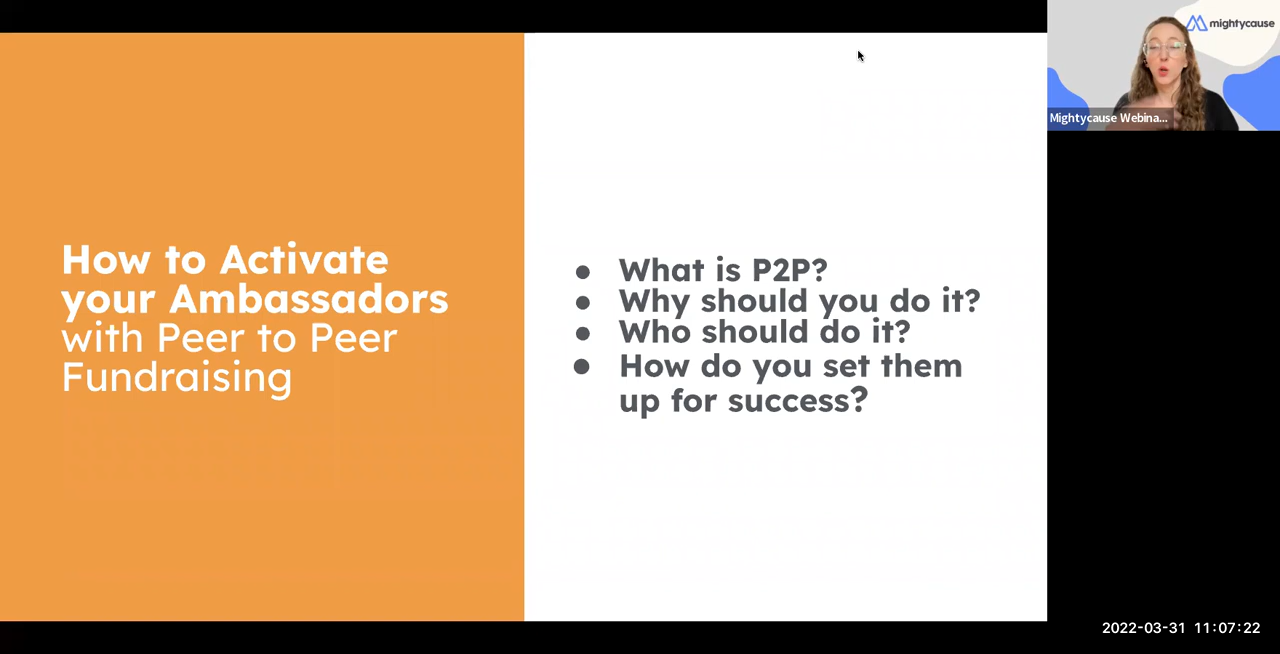 How to Activate
your Ambassadors
with Peer to Peer
Fundraising
● What is P2P?
● Why should you do it?
● Who should do it?
● How do you set them
up for success?
mightycause
Mightycause Webina...
2022-03-31 11:07:22